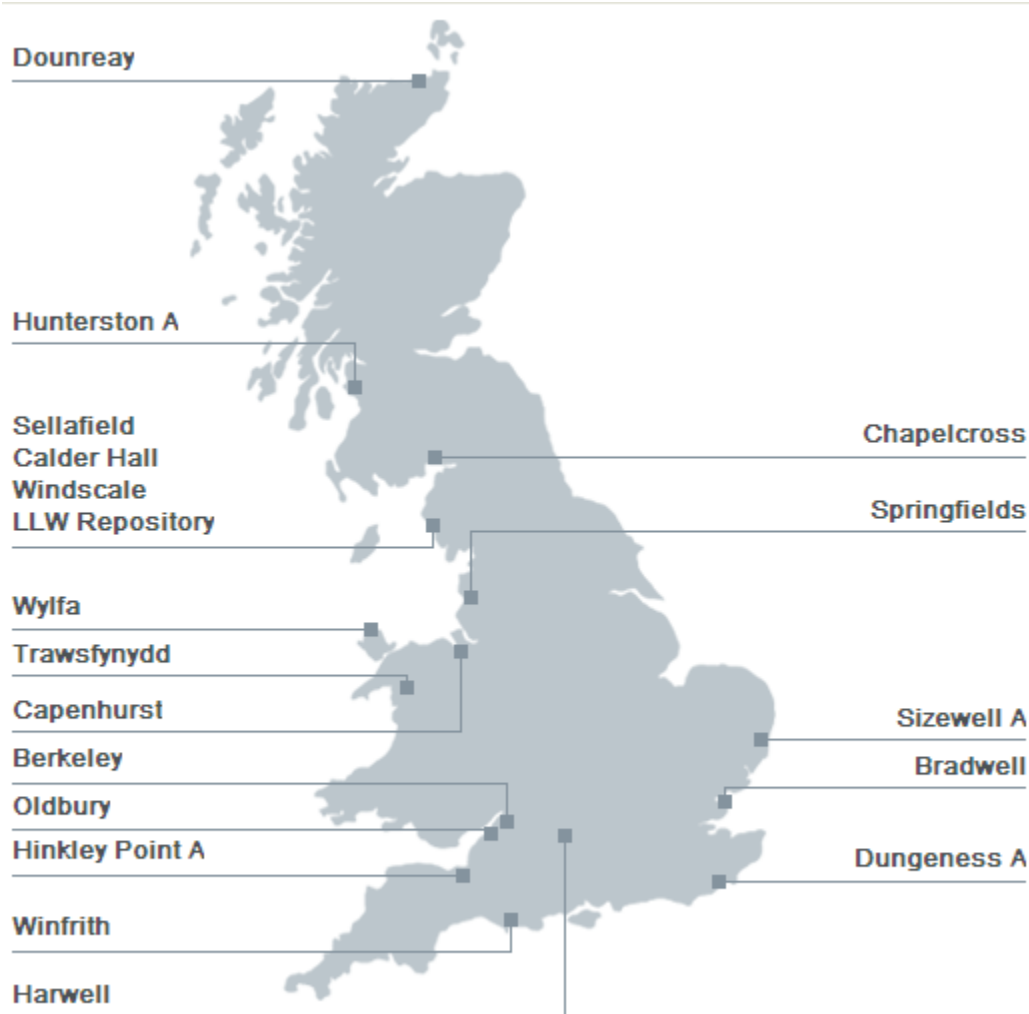 Dounreay
Hunterston A
Sellafield
Calder Hall
Windscale
LLW Repository
Wylfa
Trawsfynydd
Capenhurst
Berkeley
Oldbury
Hinkley Point A
Winfrith
Harwell
Chapelcross
Springfields
Sizewell A
Bradwell
Dungeness A